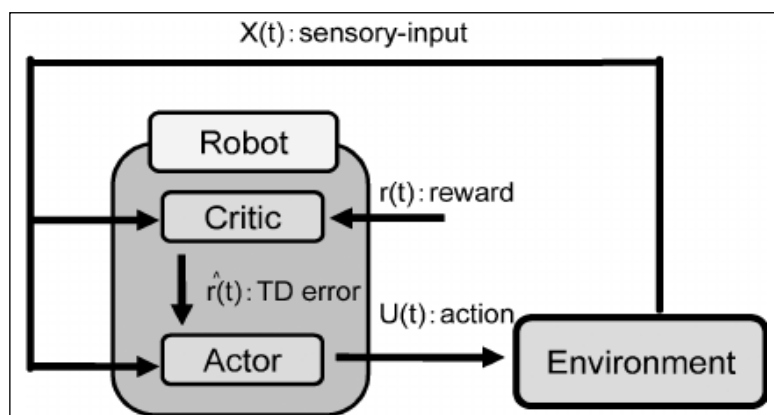 X(t): sensory-input
Robot
r(t): reward
Critic
r̂(t): TD error
U(t): action
Actor
Environment